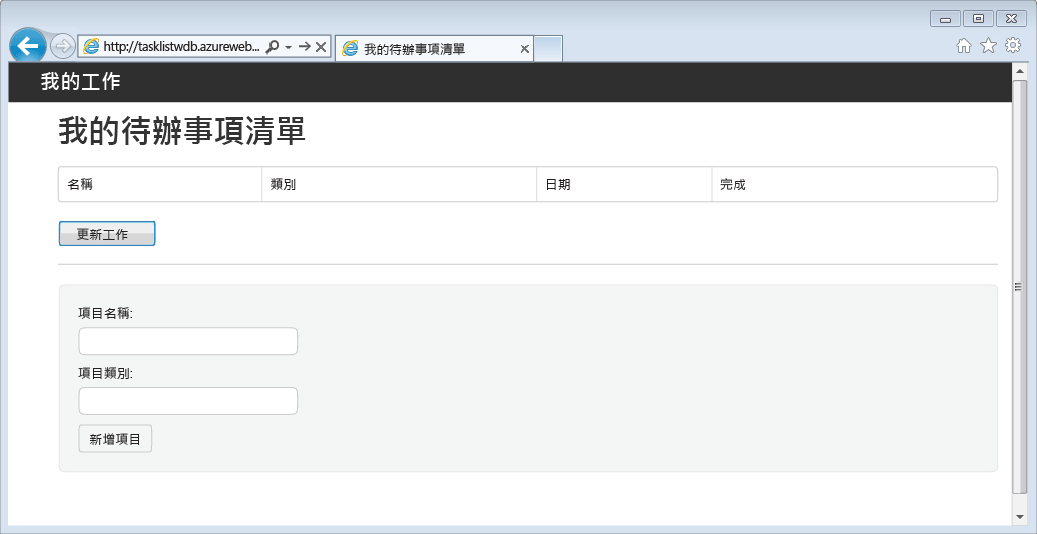 http://tasklistwdb.azureweb...
我的待辦事項清單
我的工作
我的待辦事項清單
名稱 類別 日期 完成
更新工作
項目名稱:
項目類別:
新增項目